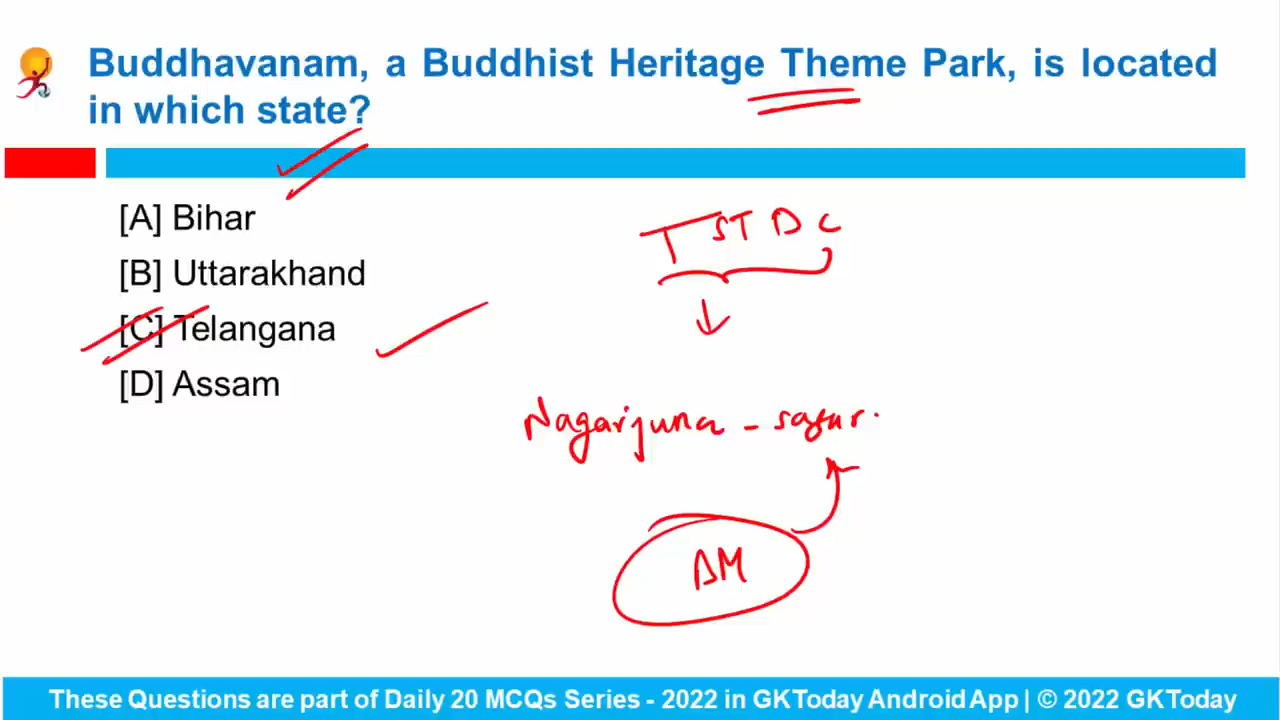 Buddhavanam, a Buddhist Heritage Theme Park, is located
in which state?
[A] Bihar
[B] Uttarakhand
[C] Telangana
[D] Assam
TSTDC
Nagarjuna - sagar.
These Questions are part of Daily 20 MCQs Series - 2022 in GKToday Android App | © 2022 GKToday